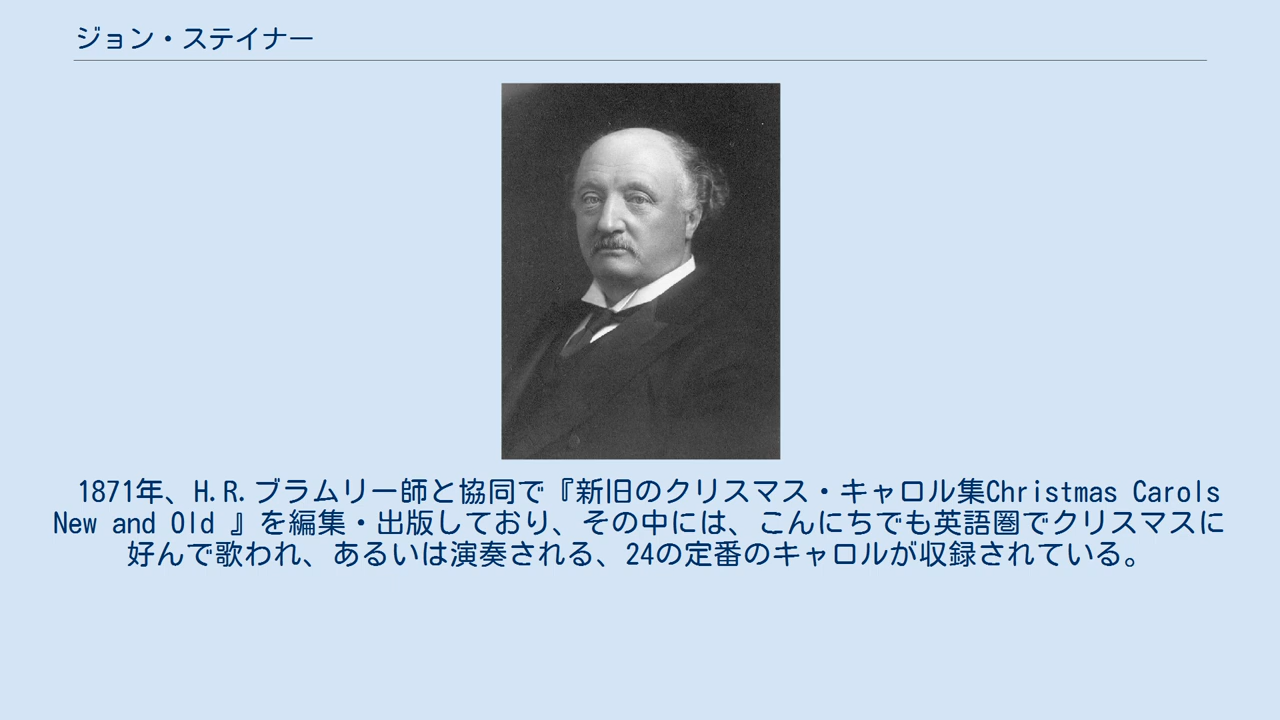 ジョン・ステイナー
1871年、H.R.ブラムリー師と協同で『新旧のクリスマス・キャロル集Christmas Carols
New and Old 』を編集・出版しており、その中には、こんにちでも英語圏でクリスマスに
好んで歌われ、あるいは演奏される、24の定番のキャロルが収録されている。